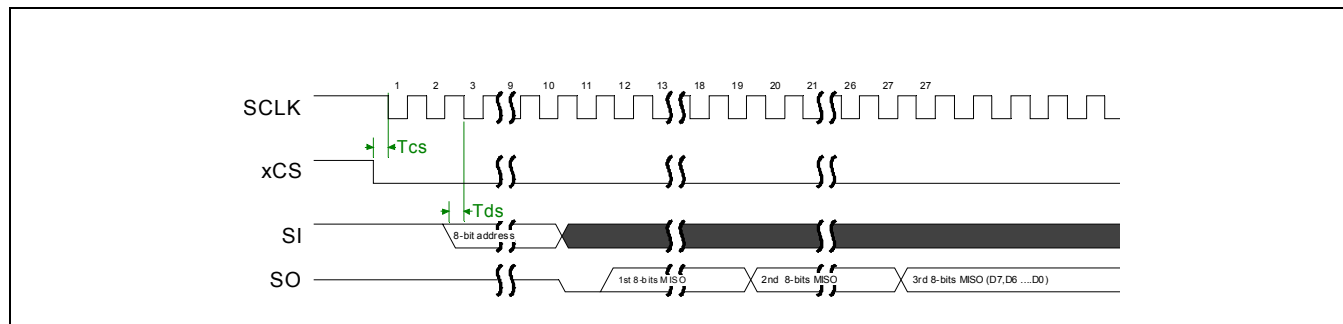 1 2 3 9 10 11 12 13 18 19 20 21 26 27 27
SCLK
Tcs
xCS
Tds
SI 8-bit address
SO 1st 8-bits MISO 2nd 8-bits MISO 3rd 8-bits MISO (D7,D6 ....D0)